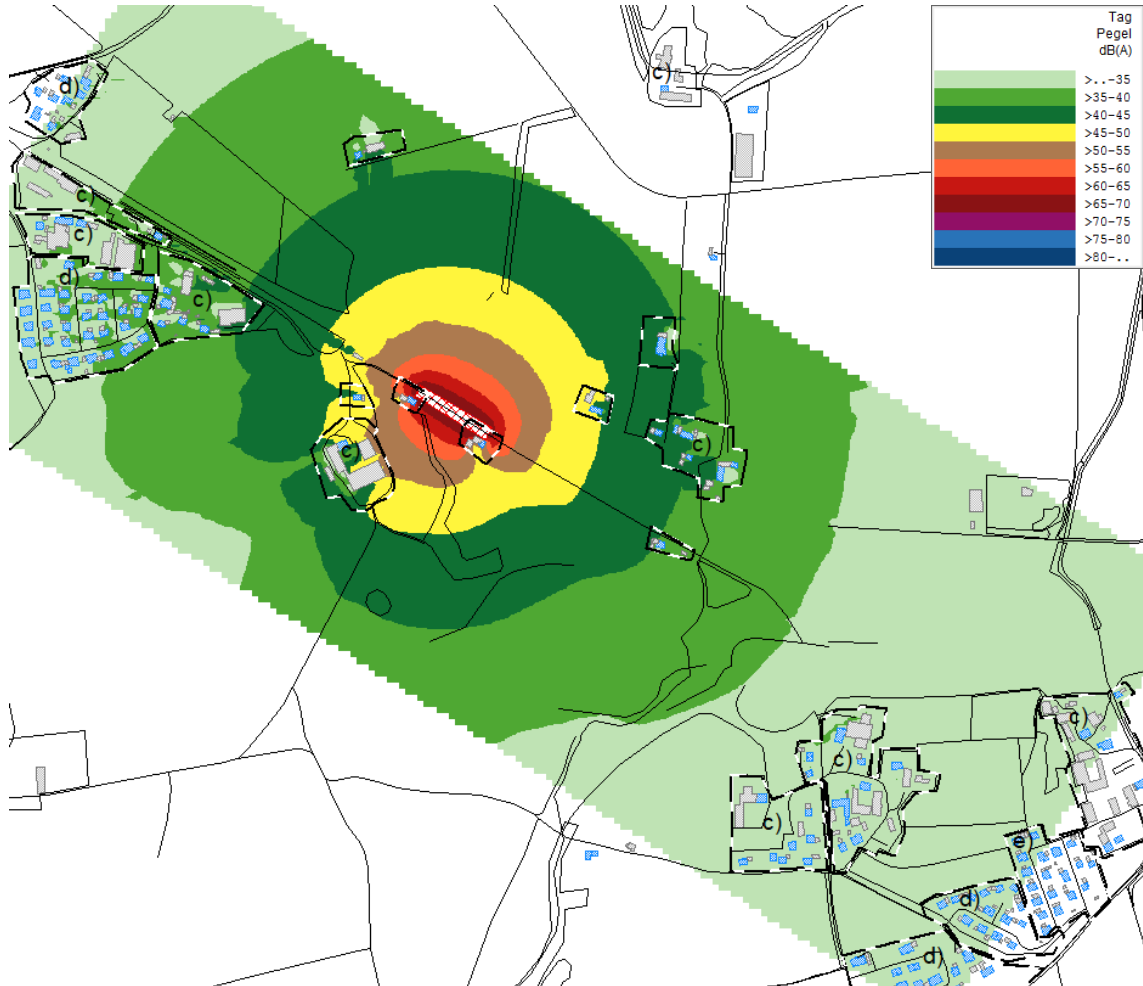 Tag
Pegel
dB(A)
>..-35
>35-40
>40-45
>45-50
>50-55
>55-60
>60-65
>65-70
>70-75
>75-80
>80-..
c)
d)
c)
c)
d)
c)
c)
c)
c)
c)
c)
e)
d)
d)